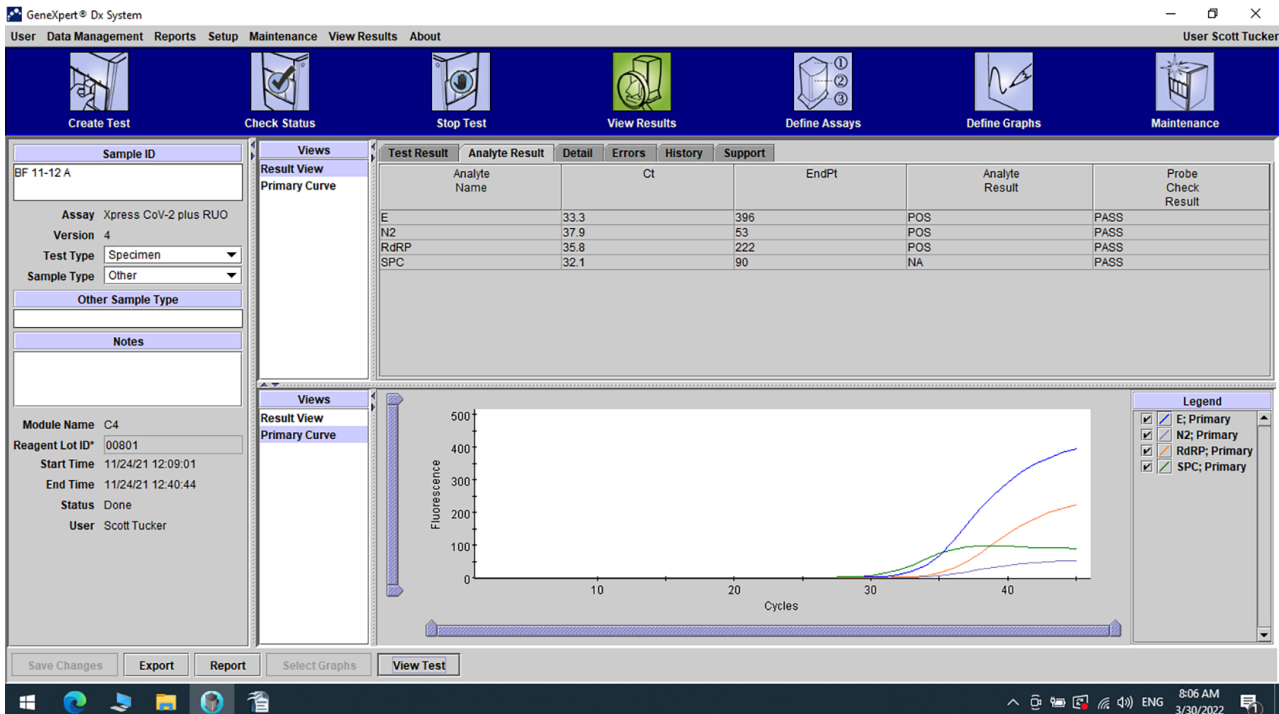 GeneXpert® Dx System
User Data Management Reports Setup Maintenance View Results About User Scott Tucker
Create Test Check Status Stop Test View Results Define Assays Define Graphs Maintenance
Sample ID
BF 11-12 A
Assay Xpress CoV-2 plus RUO
Version 4
Test Type Specimen
Sample Type Other
Other Sample Type
Notes
Module Name C4
Reagent Lot ID* 00801
Start Time 11/24/21 12:09:01
End Time 11/24/21 12:40:44
Status Done
User Scott Tucker
Views
Result View
Primary Curve
Test Result Analyte Result Detail Errors History Support
Analyte Name Ct EndPt Analyte Result Probe Check Result
E 33.3 396 POS PASS
N2 37.9 53 POS PASS
RdRP 35.8 222 POS PASS
SPC 32.1 90 NA PASS
Views
Result View
Primary Curve
500
400
300
200
100
0
Fluorescence
10 20 30 40
Cycles
Legend
E; Primary
N2; Primary
RdRP; Primary
SPC; Primary
Save Changes Export Report Select Graphs View Test
ENG 8:06 AM
3/30/2022
1